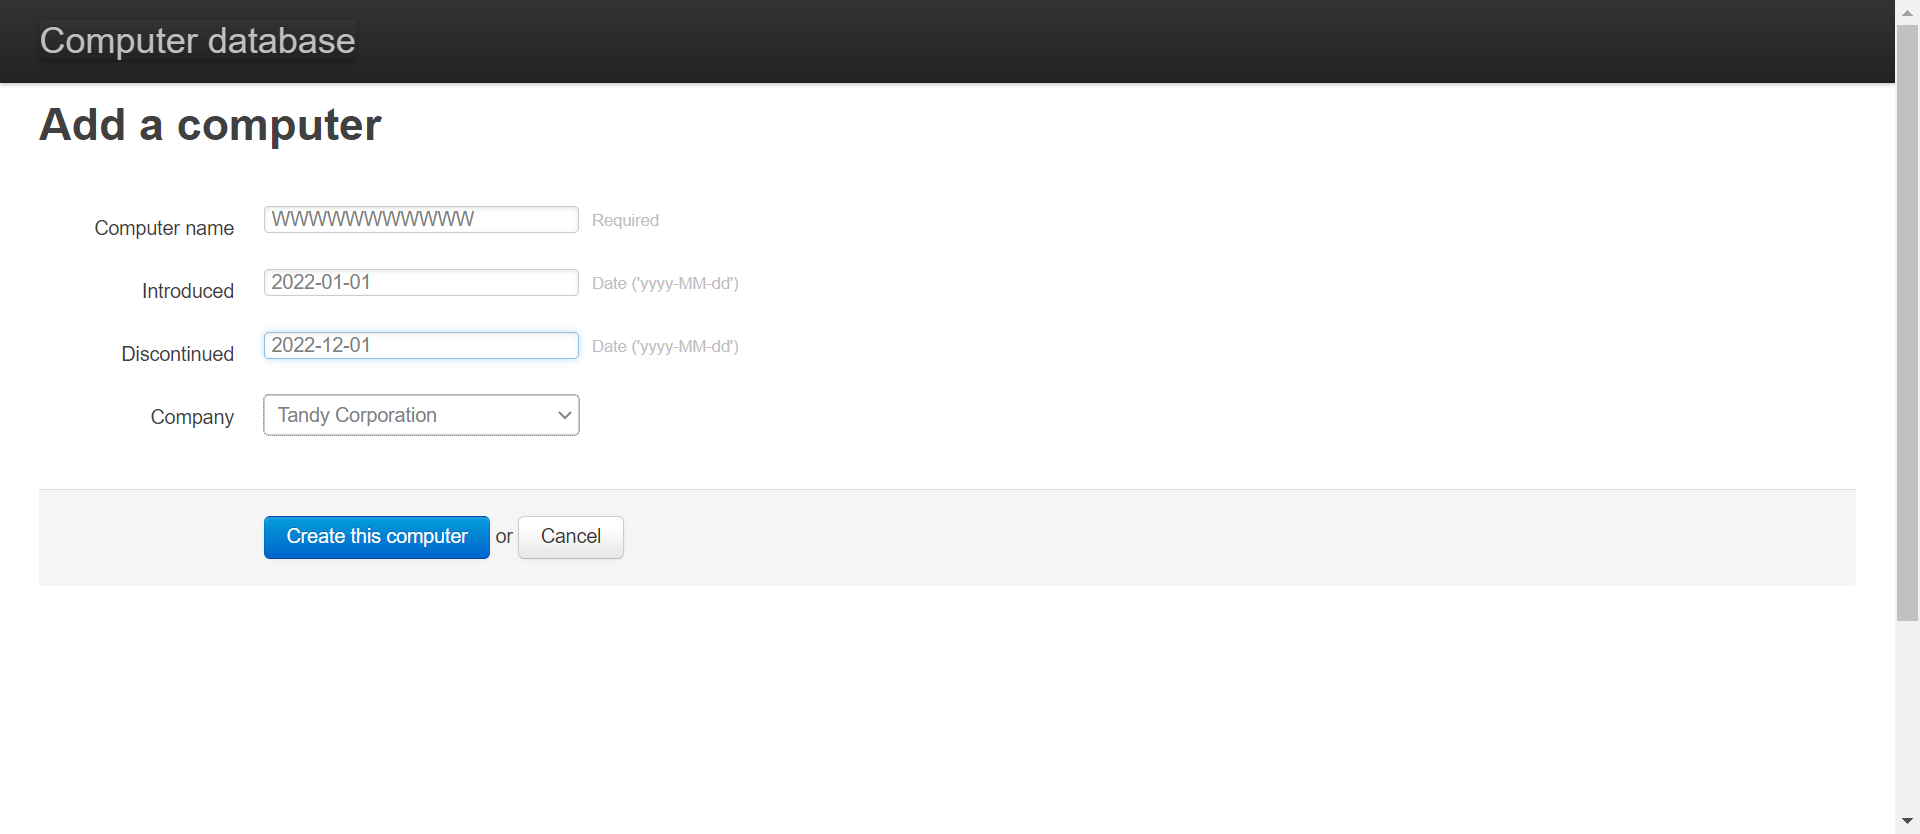 Computer database
Add a computer
Computer name WWWWWWWWWWW Required
Introduced 2022-01-01 Date ('yyyy-MM-dd')
Discontinued 2022-12-01 Date ('yyyy-MM-dd')
Company Tandy Corporation
Create this computer or Cancel